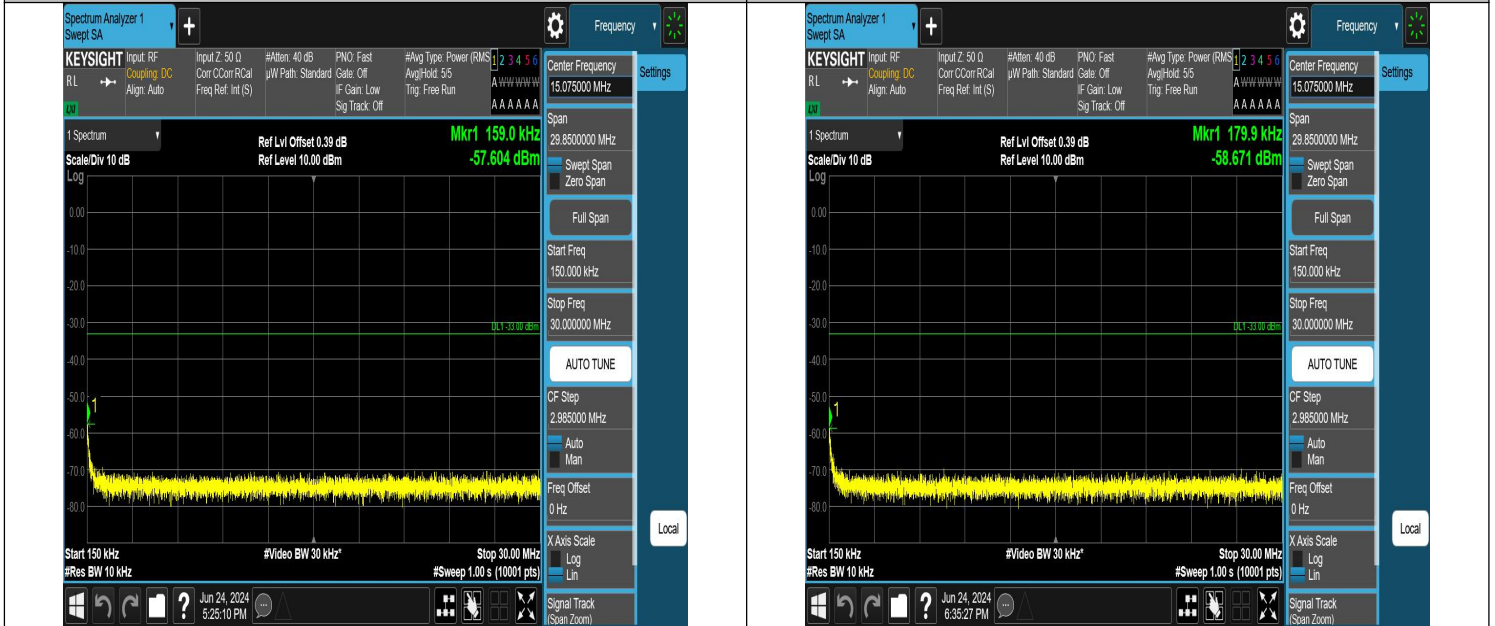 Spectrum Analyzer 1
Swept SA
+
Frequency
KEYSIGHT
RL
LXI
Input: RF
Coupling: DC
Align: Auto
Input Z: 50 Ω
Corr CCorr RCal
Freq Ref: Int (S)
#Atten: 40 dB
µW Path: Standard
PNO: Fast
Gate: Off
IF Gain: Low
Sig Track: Off
#Avg Type: Power (RMS
Avg|Hold: 5/5
Trig: Free Run
1 2 3 4 5 6
A W W W W W
A A A A A A
1 Spectrum
Scale/Div 10 dB
Log
Ref Lvl Offset 0.39 dB
Ref Level 10.00 dBm
Mkr1 159.0 kHz
-57.604 dBm
0.00
-10.0
-20.0
-30.0
DL1 -33.00 dBm
-40.0
-50.0
1
-60.0
-70.0
-80.0
Start 150 kHz
#Res BW 10 kHz
#Video BW 30 kHz*
Stop 30.00 MHz
#Sweep 1.00 s (10001 pts)
?
Jun 24, 2024
5:25:10 PM
Center Frequency
15.075000 MHz
Span
29.8500000 MHz
Swept Span
Zero Span
Full Span
Start Freq
150.000 kHz
Stop Freq
30.000000 MHz
AUTO TUNE
CF Step
2.985000 MHz
Auto
Man
Freq Offset
0 Hz
X Axis Scale
Log
Lin
Signal Track
(Span Zoom)
Settings
Local
Spectrum Analyzer 1
Swept SA
+
Frequency
KEYSIGHT
RL
LXI
Input: RF
Coupling: DC
Align: Auto
Input Z: 50 Ω
Corr CCorr RCal
Freq Ref: Int (S)
#Atten: 40 dB
µW Path: Standard
PNO: Fast
Gate: Off
IF Gain: Low
Sig Track: Off
#Avg Type: Power (RMS
Avg|Hold: 5/5
Trig: Free Run
1 2 3 4 5 6
A W W W W W
A A A A A A
1 Spectrum
Scale/Div 10 dB
Log
Ref Lvl Offset 0.39 dB
Ref Level 10.00 dBm
Mkr1 179.9 kHz
-58.671 dBm
0.00
-10.0
-20.0
-30.0
DL1 -33.00 dBm
-40.0
-50.0
1
-60.0
-70.0
-80.0
Start 150 kHz
#Res BW 10 kHz
#Video BW 30 kHz*
Stop 30.00 MHz
#Sweep 1.00 s (10001 pts)
?
Jun 24, 2024
6:35:27 PM
Center Frequency
15.075000 MHz
Span
29.8500000 MHz
Swept Span
Zero Span
Full Span
Start Freq
150.000 kHz
Stop Freq
30.000000 MHz
AUTO TUNE
CF Step
2.985000 MHz
Auto
Man
Freq Offset
0 Hz
X Axis Scale
Log
Lin
Signal Track
(Span Zoom)
Settings
Local